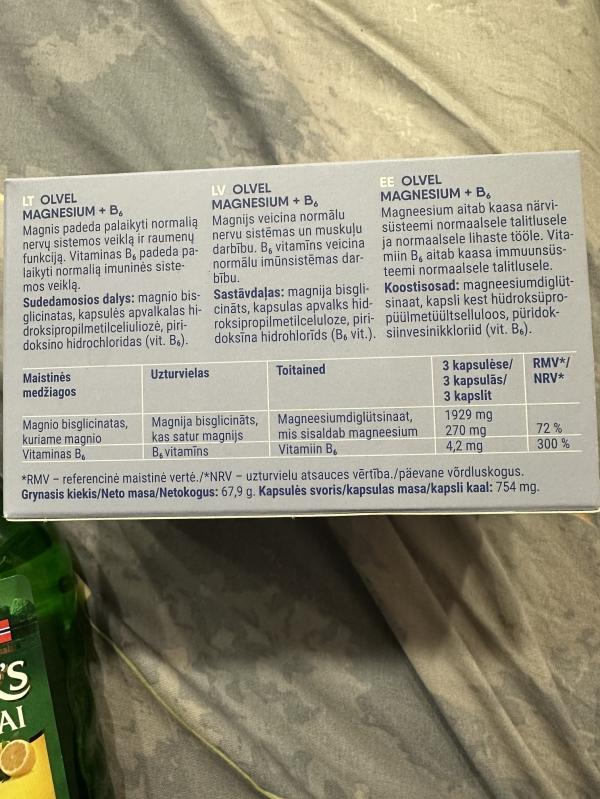 LT OLVEL
MAGNESIUM + B₆
Magnis padeda palaikyti normalią
nervų sistemos veiklą ir raumenų
funkciją. Vitaminas B₆ padeda pa-
laikyti normalią imuninės siste-
mos veiklą.
Sudedamosios dalys: magnio bis-
glicinatas, kapsulės apvalkalas hi-
droksipropilmetilceliuliozė, piri-
doksino hidrochloridas (vit. B₆).
LV OLVEL
MAGNESIUM + B₆
Magnijs veicina normālu
nervu sistēmas un muskuļu
darbību. B₆ vitamīns veicina
normālu imūnsistēmas dar-
bību.
Sastāvdaļas: magnija bisgli-
cināts, kapsulas apvalks hid-
roksipropilmetilceluloze, piri-
doksīna hidrohlorīds (B₆ vit.).
EE OLVEL
MAGNESIUM + B₆
Magneesium aitab kaasa närvi-
süsteemi normaalsele talitlusele
ja normaalsele lihaste tööle. Vita-
miin B₆ aitab kaasa immuunsüs-
teemi normaalsele talitlusel.
Koostisosad: magneesiumdiglüt-
sinaat, kapsli kest hüdroksüpro-
püülmetüültselluloos, püridok-
siinvesinikkloriid (vit. B₆).
Maistinės
medžiagos
Uzturvielas
Toitained
3 kapsulėse/
3 kapsulās/
3 kapslit
RMV*/
NRV*
Magnio bisglicinatas,
kuriame magnio
Magnija bisglicināts,
kas satur magnijs
Magneesiumdiglütsinaat,
mis sisaldab magneesium
1929 mg
270 mg
72 %
Vitaminas B₆
B₆ vitamīns
Vitamiin B₆
4,2 mg
300 %
*RMV – referencinė maistinė vertė./*NRV – uzturvielu atsauces vērtība./päevane võrdluskogus.
Grynasis kiekis/Neto masa/Netokogus: 67,9 g. Kapsulės svoris/kapsulas masa/kapsli kaal: 754 mg.
'S
AI